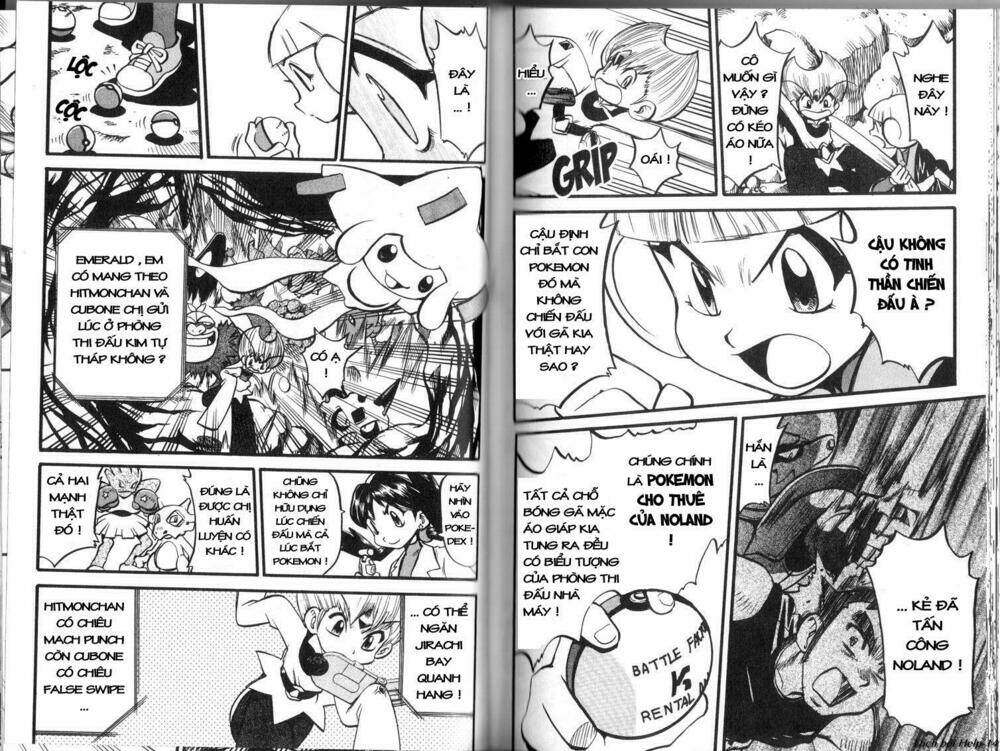 NGHE
ĐÂY
NÀY !
CÔ
MUỐN GÌ
VẬY ?
ĐỪNG
CÓ KÉO
ÁO NỮA !
OÁI !
GRIP
HIỂU
...
CẬU KHÔNG
CÓ TINH
THẦN CHIẾN
ĐẤU À ?
CẬU ĐỊNH
CHỈ BẮT CON
POKEMON
ĐÓ MÀ
KHÔNG
CHIẾN ĐẤU
VỚI GÃ KIA
THẬT HAY
SAO ?
HẮN
LÀ
...
... KẺ ĐÃ
TẤN
CÔNG
NOLAND !
CHÚNG CHÍNH
LÀ POKEMON
CHO THUÊ
CỦA NOLAND
!
TẤT CẢ CHỖ
BÓNG GÃ MẶC
ÁO GIÁP KIA
TUNG RA ĐỀU
CÓ BIỂU TƯỢNG
CỦA PHÒNG THI
ĐẤU NHÀ
MÁY !
BATTLE FAC
RENTAL
ĐÂY
LÀ
... !
LỘC
CỘC
EMERALD , EM
CÓ MANG THEO
HITMONCHAN VÀ
CUBONE CHỊ GỬI
LÚC Ở PHÒNG
THI ĐẤU KIM TỰ
THÁP KHÔNG ?
CÓ Ạ
!
HÃY
NHÌN
VÀO
POKE-
DEX !
CHÚNG
KHÔNG CHỈ
HỮU DỤNG
LÚC CHIẾN
ĐẤU MÀ CẢ
LÚC BẮT
POKEMON !
ĐÚNG LÀ
ĐƯỢC CHỊ
HUẤN
LUYỆN CÓ
KHÁC !
CẢ HAI
MẠNH
THẬT
ĐÓ !
... CÓ THỂ
NGĂN
JIRACHI
BAY
QUANH
HANG !
HITMONCHAN
CÓ CHIÊU
MACH PUNCH
CÒN CUBONE
CÓ CHIÊU
FALSE SWIPE
...